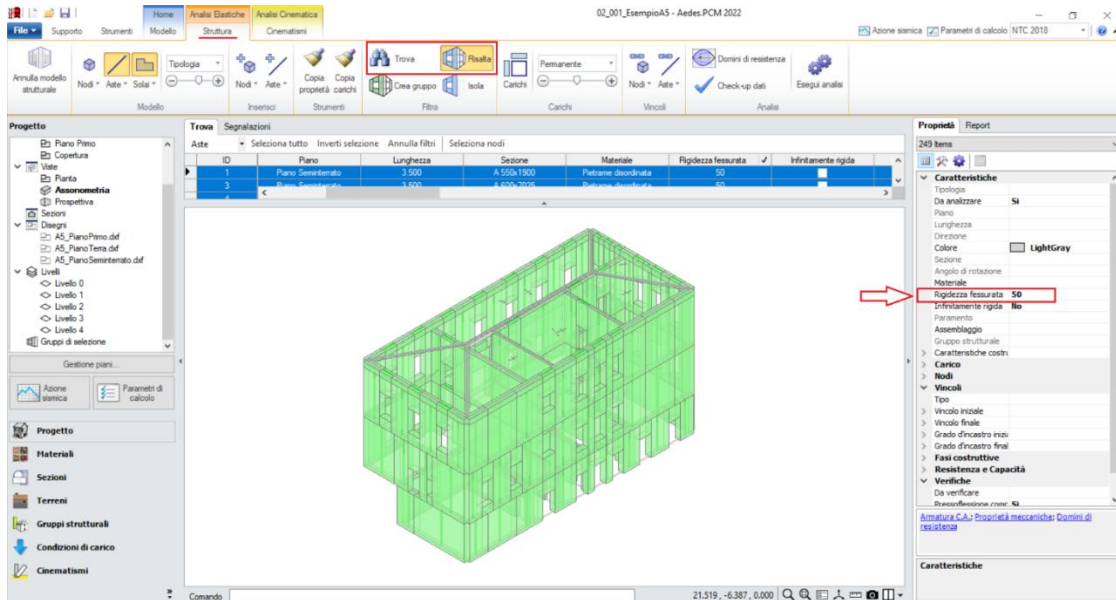 Home Analisi Elastiche Analisi Cinematica 02_001_EsempioA5 - Aedes.PCM 2022
File Supporto Strumenti Modello Struttura Cinematismi Azione sismica Parametri di calcolo NTC 2018
Annulla modello strutturale
Nodi Aste Solai
Tipologia
Modello
Nodi Aste
Inserisci
Copia proprietà Copia carichi
Strumenti
Trova Risalta
Crea gruppo Isola
Filtra
Carichi
Permanente
Carichi
Nodi Aste
Vincoli
Domini di resistenza
Check-up dati
Esegui analisi
Analisi
Progetto
Piano Primo
Copertura
Viste
Pianta
Assonometria
Prospettiva
Sezioni
Disegni
A5_PianoPrimo.dxf
A5_PianoTerra.dxf
A5_PianoSeminterrato.dxf
Livelli
Livello 0
Livello 1
Livello 2
Livello 3
Livello 4
Gruppi di selezione
Gestione piani...
Azione sismica
Parametri di calcolo
Progetto
Materiali
Sezioni
Terreni
Gruppi strutturali
Condizioni di carico
Cinematismi
Trova Segnalazioni
Aste Seleziona tutto Inverti selezione Annulla filtri Seleziona nodi
ID Piano Lunghezza Sezione Materiale Rigidezza fessurata Infinitamente rigida
1 Piano Seminterrato 3.500 A 550x1900 Pietrame disordinata 50
3 Piano Seminterrato 3.500 A 600x7025 Pietrame disordinata 50
Comando 21.519 , -6.387 , 0.000
Proprietà Report
249 items
Caratteristiche
Tipologia
Da analizzare Sì
Piano
Lunghezza
Direzione
Colore LightGray
Sezione
Angolo di rotazione
Materiale
Rigidezza fessurata 50
Infinitamente rigida No
Paramento
Assemblaggio
Gruppo strutturale
Caratteristiche costru
Carico
Nodi
Vincoli
Tipo
Vincolo iniziale
Vincolo finale
Grado d'incastro inizi
Grado d'incastro final
Fasi costruttive
Resistenza e Capacità
Verifiche
Da verificare
Pressoflessione comp Sì
Armatura C.A.; Proprietà meccaniche; Domini di resistenza
Caratteristiche